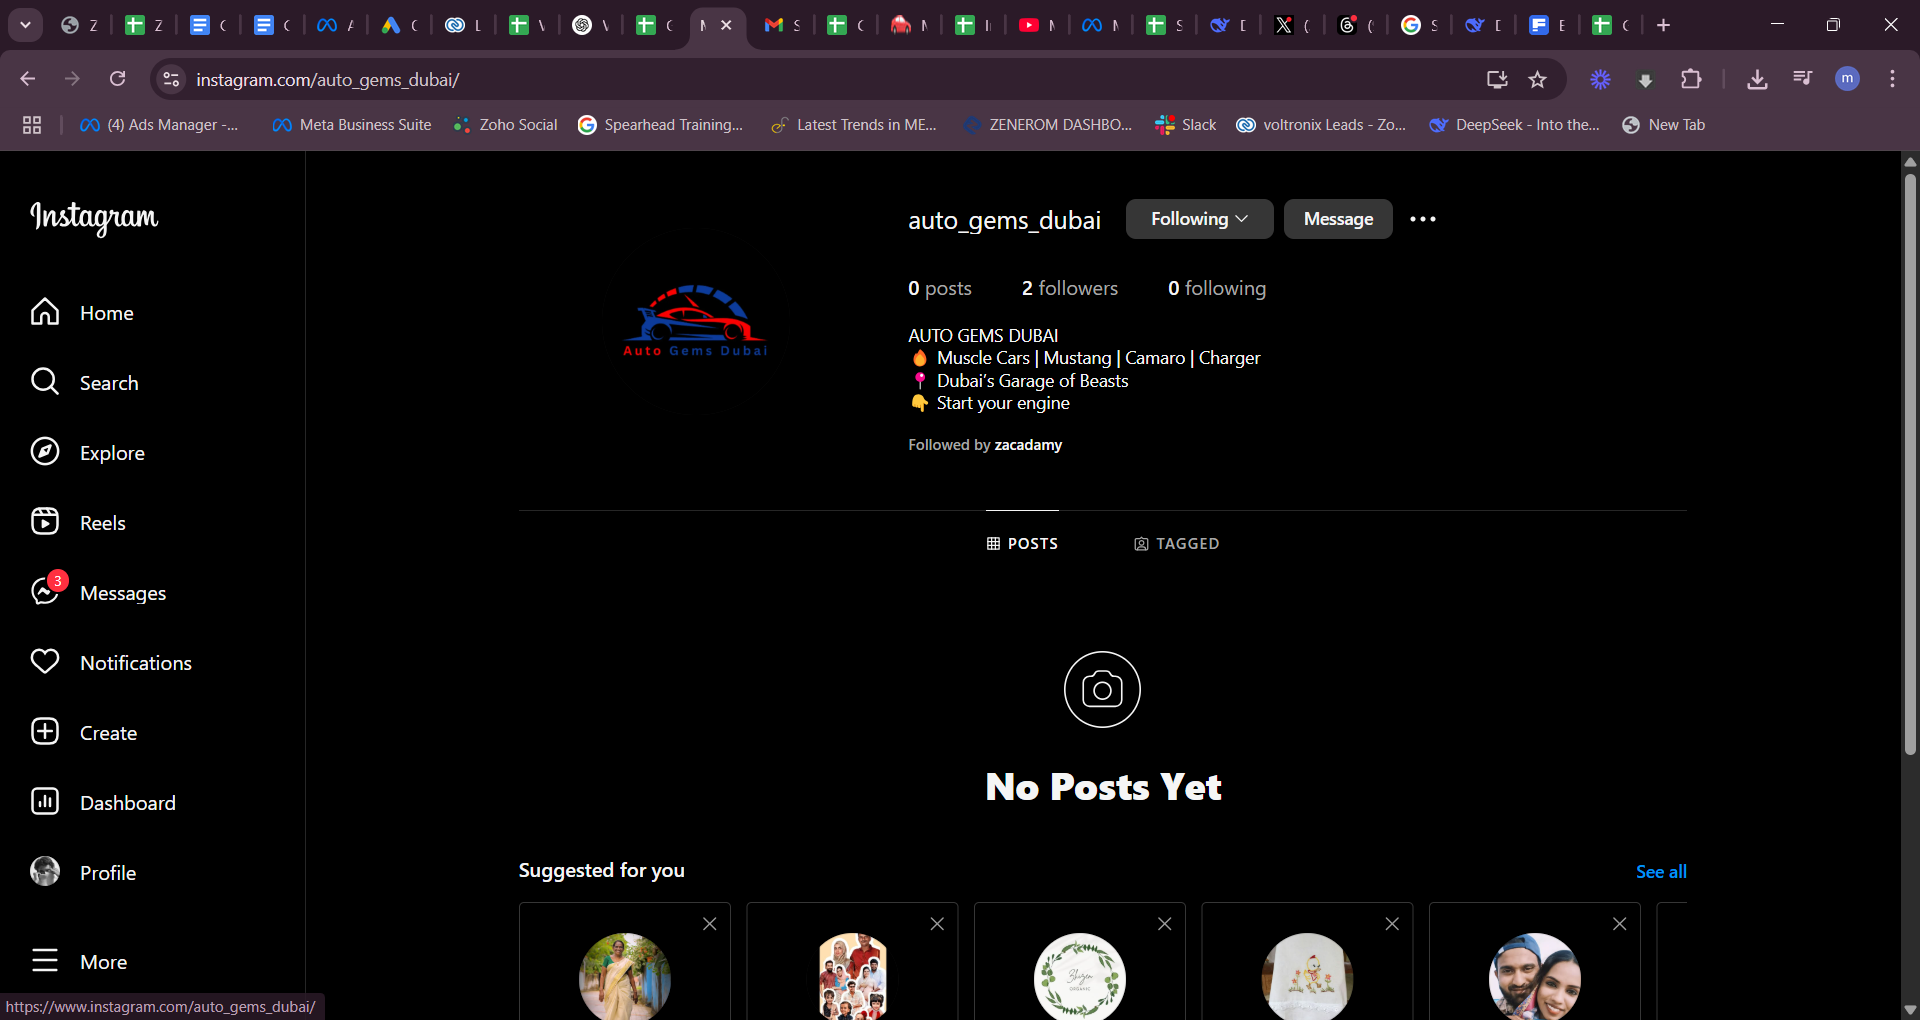 Z
Z
C
C
A
C
L
V
V
C
S
C
M
S
C
instagram.com/auto_gems_dubai/
m
(4) Ads Manager -...
Meta Business Suite
Zoho Social
Spearhead Training...
Latest Trends in ME...
ZENEROM DASHBO...
Slack
voltronix Leads - Zo...
DeepSeek - Into the...
New Tab
Instagram
auto_gems_dubai
Following
Message
0 posts
2 followers
0 following
Auto Gems Dubai
AUTO GEMS DUBAI
🔥 Muscle Cars | Mustang | Camaro | Charger
📍 Dubai’s Garage of Beasts
👇 Start your engine
Followed by zacadamy
Home
Search
Explore
Reels
3
Messages
Notifications
Create
Dashboard
Profile
More
POSTS
TAGGED
No Posts Yet
Suggested for you
See all
ORGANIC
https://www.instagram.com/auto_gems_dubai/